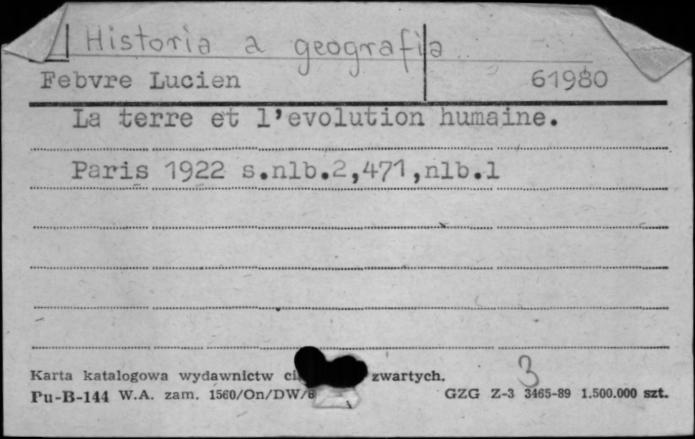 Historia a geografia
Febvre Lucien 61980
La terre et l'evolution humaine.
Paris 1922 s.nlb.2,471,nlb.1
3
Karta katalogowa wydawnictw zwartych.
Pu-B-144 W.A. zam. 1560/On/DW/ GZG Z-3 3465-89 1.500.000 szt.